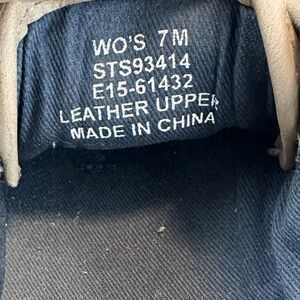 WO'S 7M
STS93414
E15-61432
LEATHER UPPER
MADE IN CHINA